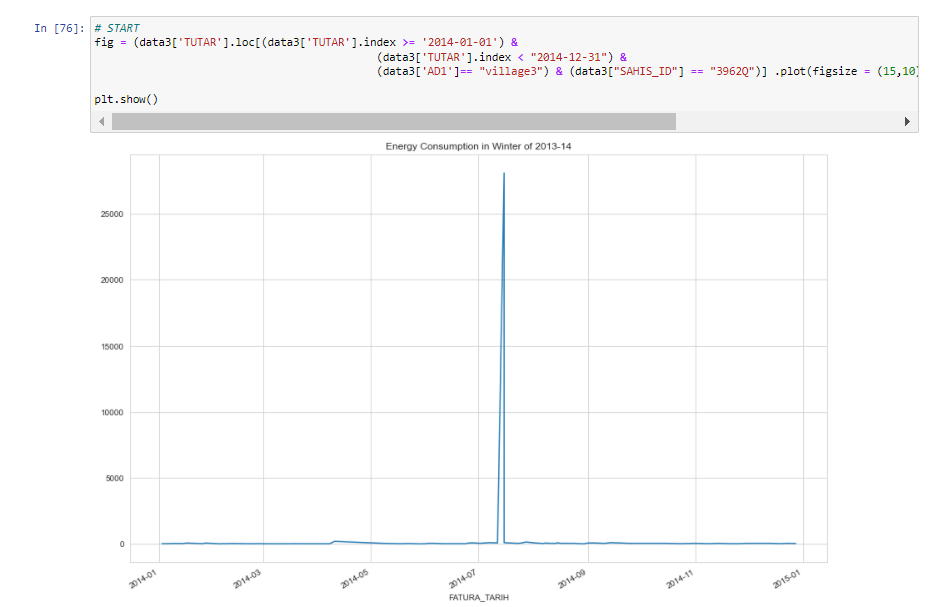 In [76]: # START
fig = (data3['TUTAR'].loc[(data3['TUTAR'].index >= '2014-01-01') &
(data3['TUTAR'].index < "2014-12-31") &
(data3['AD1']== "village3") & (data3["SAHIS_ID"] == "3962Q")] .plot(figsize = (15,10)
plt.show()
Energy Consumption in Winter of 2013-14
25000
20000
15000
10000
5000
0
2014-01 2014-03 2014-05 2014-07 2014-09 2014-11 2015-01
FATURA_TARIH